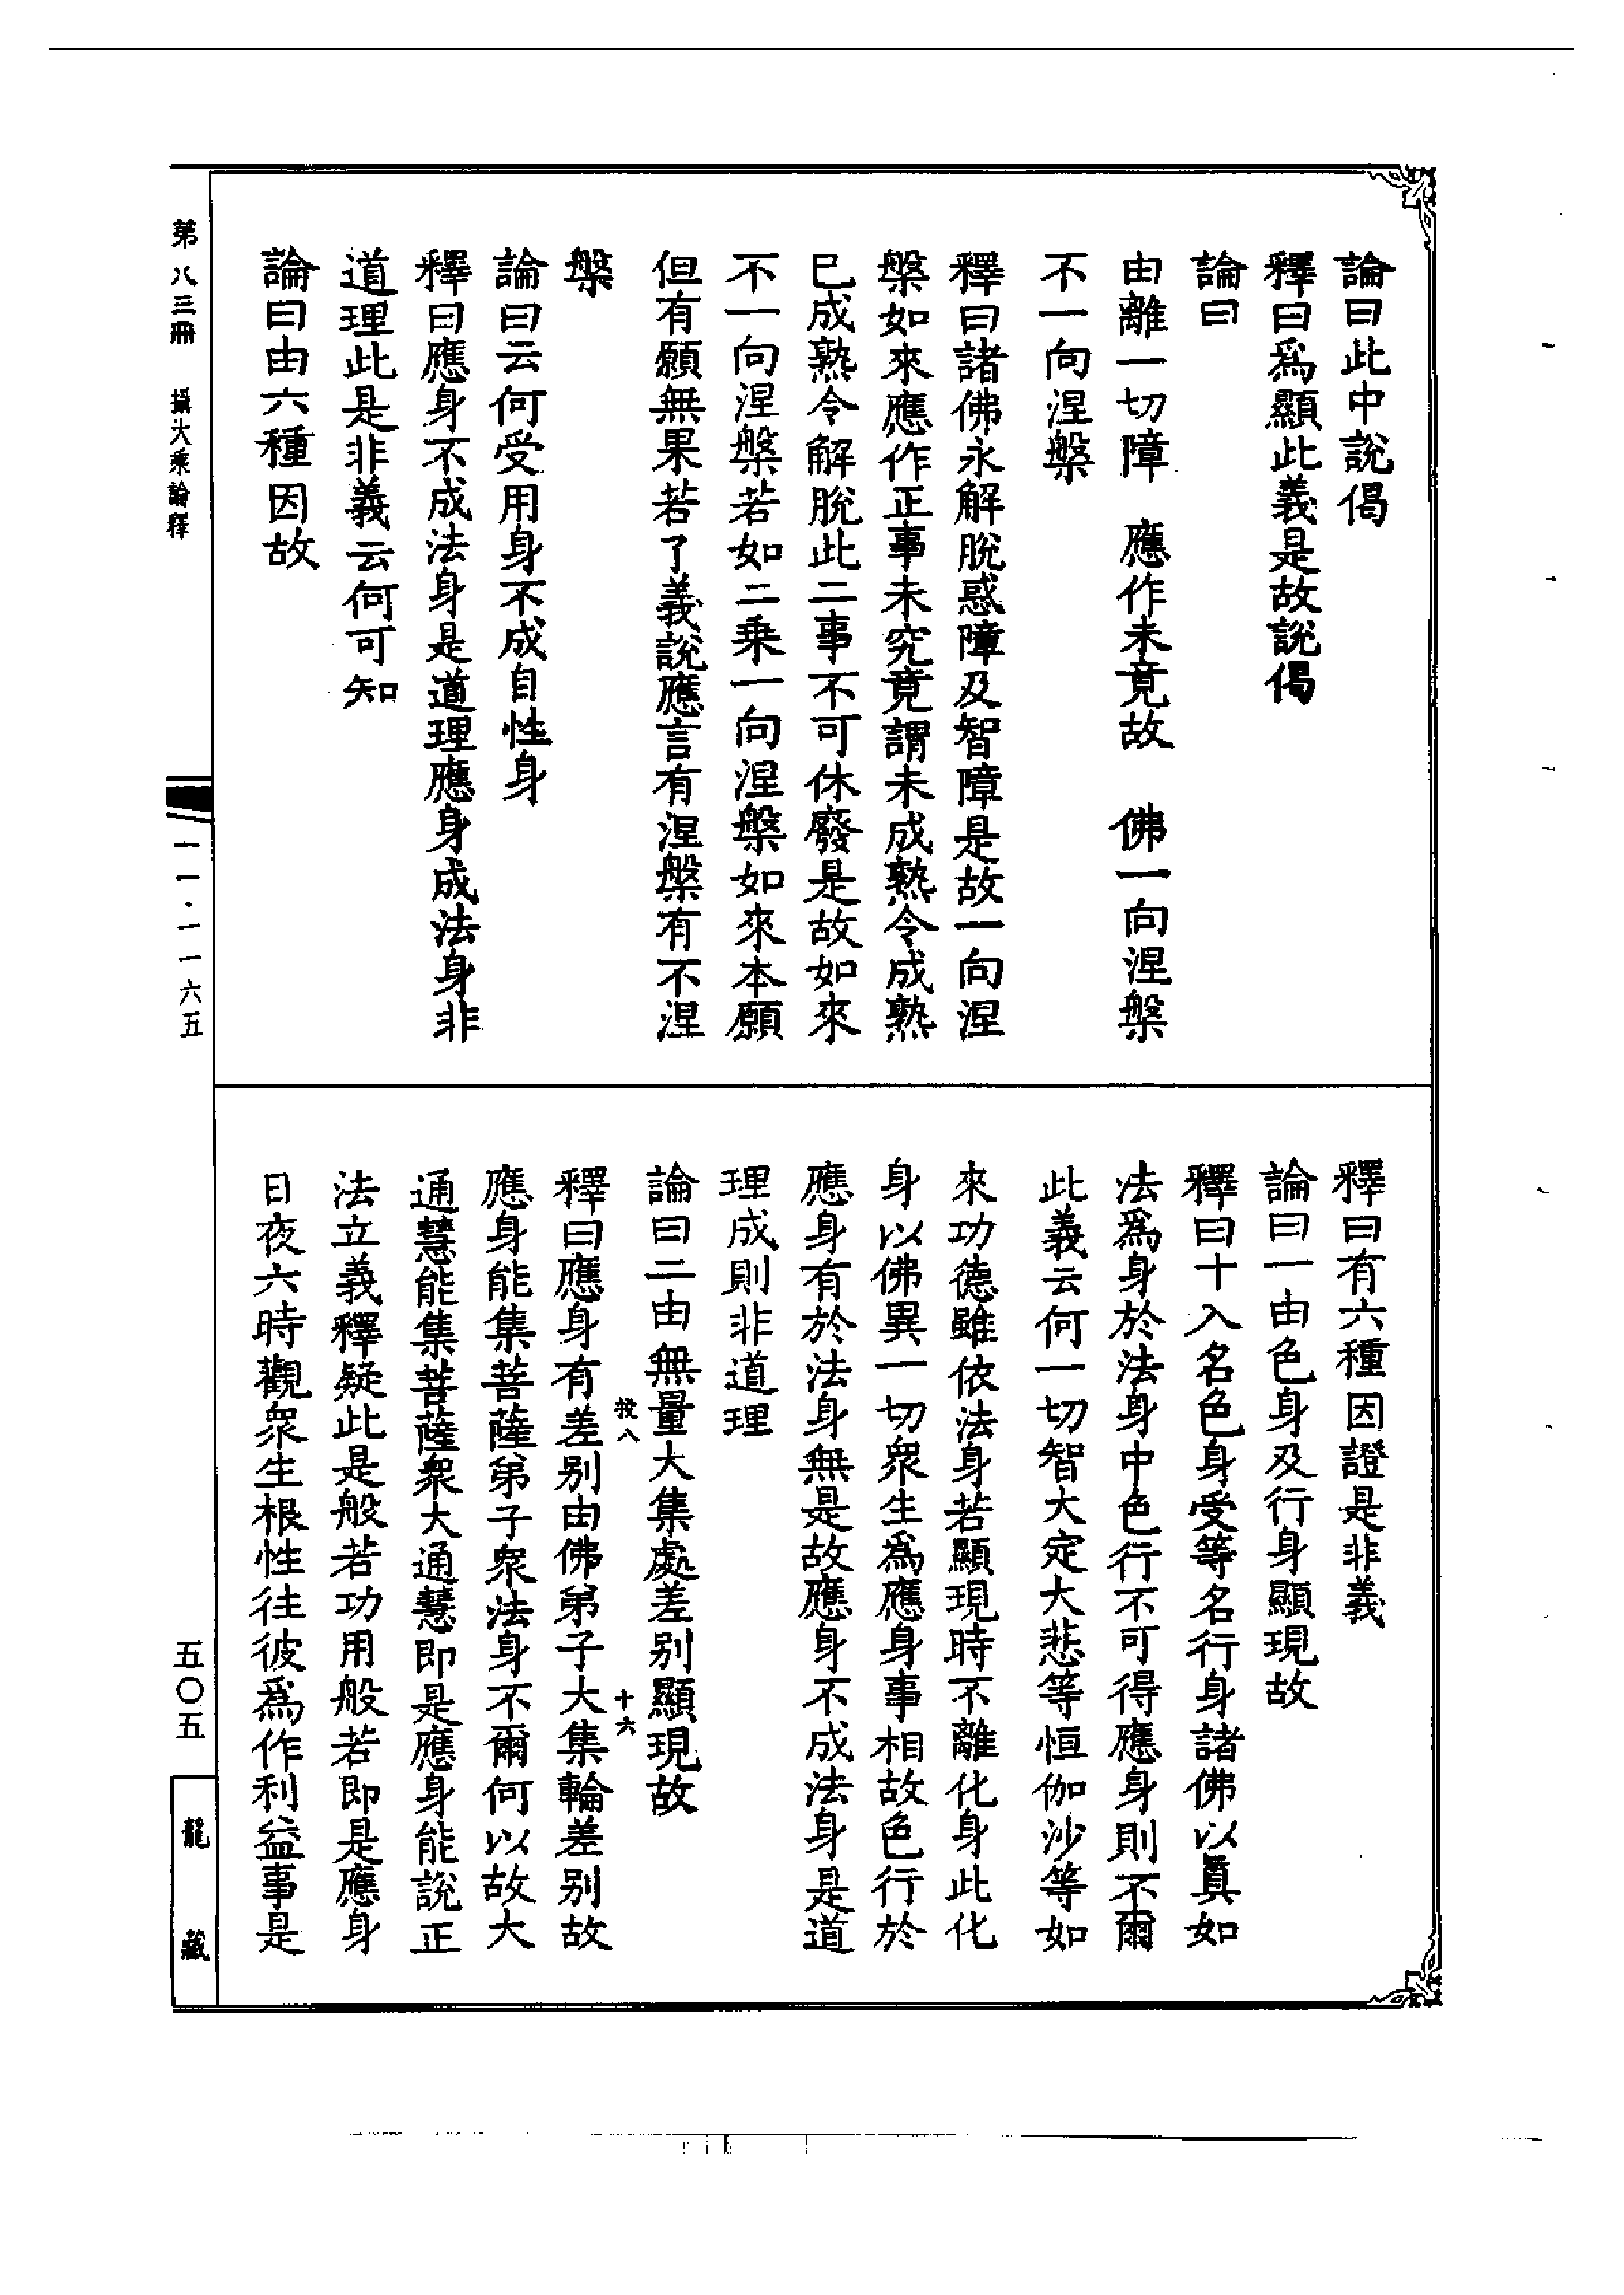 論曰此中說偈
釋曰爲顯此義是故說偈
論曰
由離一切障　應作未竟故　佛一向涅槃
不一向涅槃
釋曰諸佛永解脫惑障及智障是故一向涅
槃如來應作正事未究竟謂未成熟令成熟
巳成熟令解脫此二事不可休廢是故如來
不一向涅槃若如二乗一向涅槃如來本願
但有願無果若了義說應言有涅槃有不涅
槃
論曰云何受用身不成自性身
釋曰應身不成法身是道理應身成法身非
道理此是非義云何可知
論曰由六種因故
釋曰有六種因證是非義
論曰一由色身及行身顯現故
釋曰十入名色身受等名行身諸佛以眞如
法爲身於法身中色行不可得應身則不爾
此義云何一切智大定大悲等恒伽沙等如
來功德雖依法身若顯現時不離化身此化
身以佛異一切衆生爲應身事相故色行於
應身有於法身無是故應身不成法身是道
理成則非道理
論曰二由無量大集處差别顯現故
投八　十六
釋曰應身有差别由佛弟子大集輪差别故
應身能集菩薩弟子衆法身不爾何以故大
通慧能集菩薩衆大通慧即是應身能說正
法立義釋疑此是般若功用般若即是應身
日夜六時觀衆生根性往彼爲作利益事是
第八三冊　攝大乘論釋
一一·一一六五
五〇五
龍藏